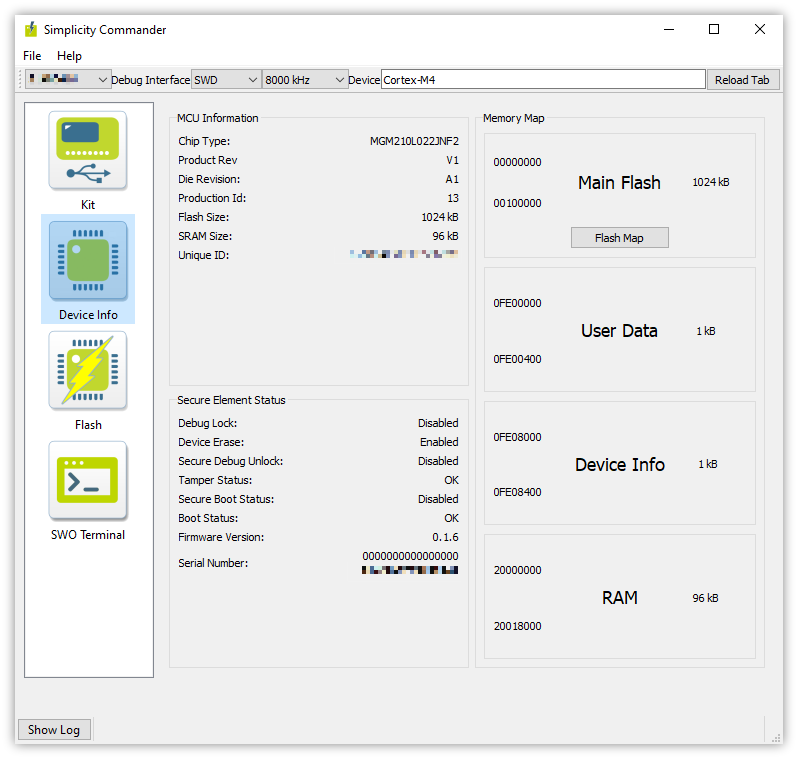 Simplicity Commander
File Help
Debug Interface SWD 8000 kHz Device Cortex-M4 Reload Tab
Kit
Device Info
Flash
SWO Terminal
MCU Information
Chip Type: MGM210L022JNF2
Product Rev V1
Die Revision: A1
Production Id: 13
Flash Size: 1024 kB
SRAM Size: 96 kB
Unique ID:
Secure Element Status
Debug Lock: Disabled
Device Erase: Enabled
Secure Debug Unlock: Disabled
Tamper Status: OK
Secure Boot Status: Disabled
Boot Status: OK
Firmware Version: 0.1.6
Serial Number: 0000000000000000
Memory Map
00000000
Main Flash 1024 kB
00100000
Flash Map
0FE00000
User Data 1 kB
0FE00400
0FE08000
Device Info 1 kB
0FE08400
20000000
RAM 96 kB
20018000
Show Log